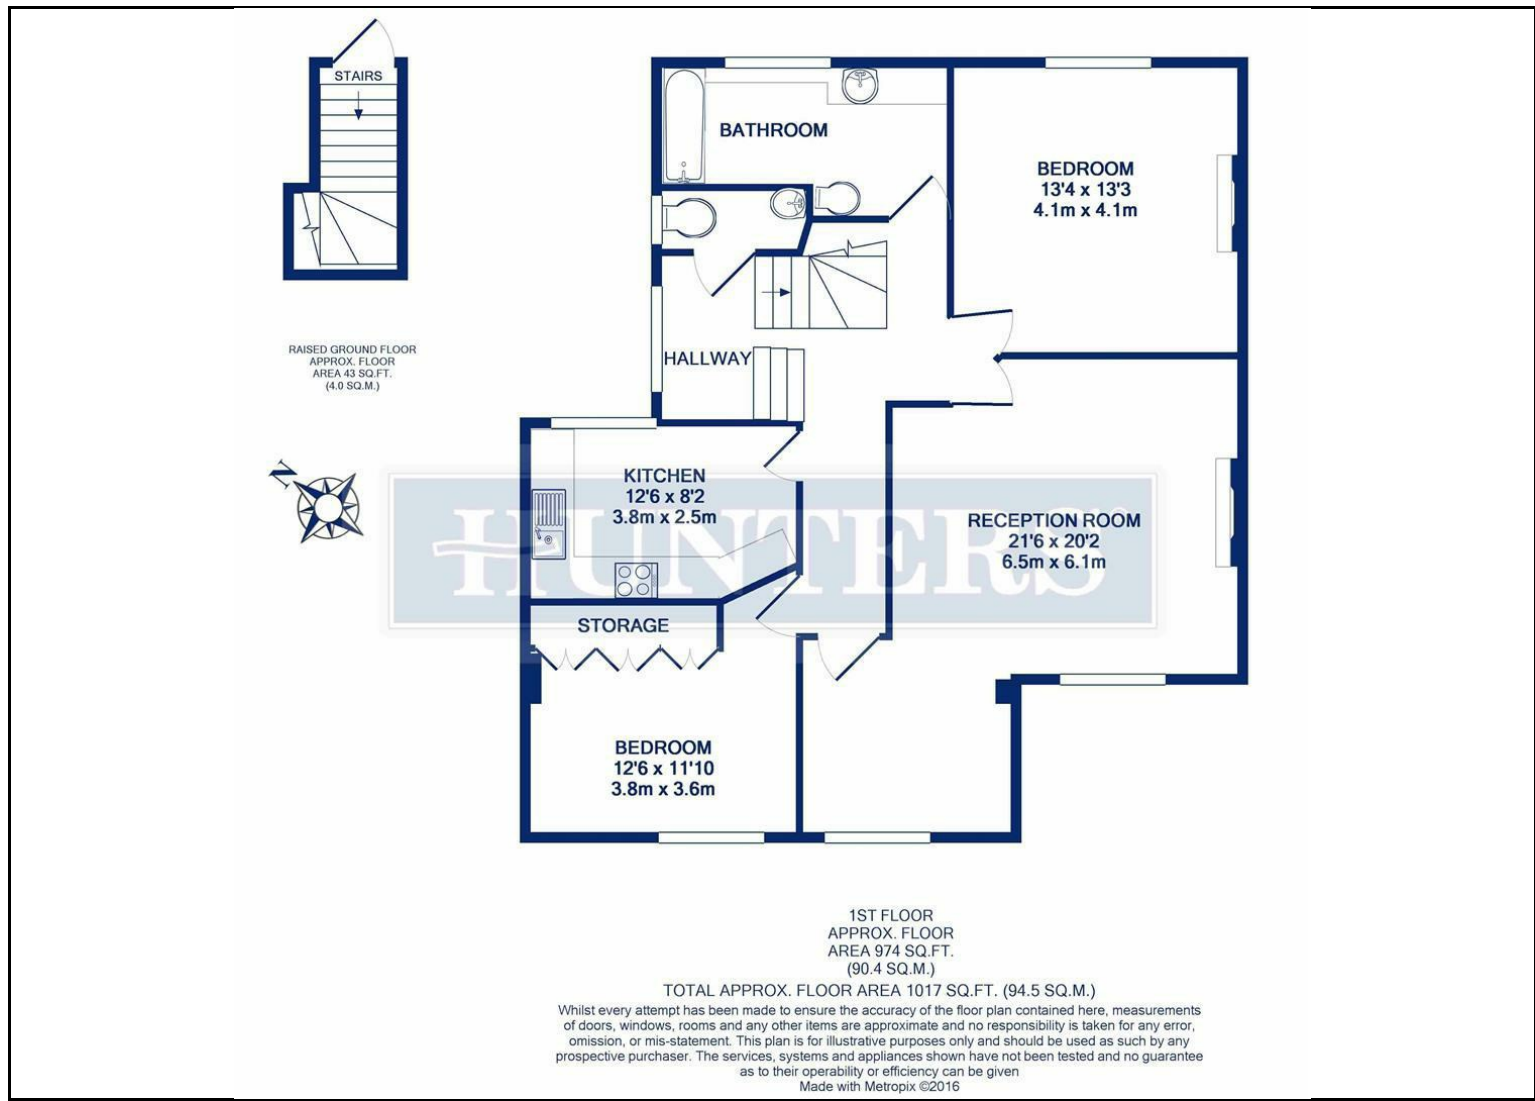 STAIRS
RAISED GROUND FLOOR
APPROX. FLOOR
AREA 43 SQ.FT.
(4.0 SQ.M.)
N
BATHROOM
BEDROOM
13'4 x 13'3
4.1m x 4.1m
HALLWAY
KITCHEN
12'6 x 8'2
3.8m x 2.5m
HUNTERS
RECEPTION ROOM
21'6 x 20'2
6.5m x 6.1m
STORAGE
BEDROOM
12'6 x 11'10
3.8m x 3.6m
1ST FLOOR
APPROX. FLOOR
AREA 974 SQ.FT.
(90.4 SQ.M.)
TOTAL APPROX. FLOOR AREA 1017 SQ.FT. (94.5 SQ.M.)
Whilst every attempt has been made to ensure the accuracy of the floor plan contained here, measurements
of doors, windows, rooms and any other items are approximate and no responsibility is taken for any error,
omission, or mis-statement. This plan is for illustrative purposes only and should be used as such by any
prospective purchaser. The services, systems and appliances shown have not been tested and no guarantee
as to their operability or efficiency can be given
Made with Metropix ©2016